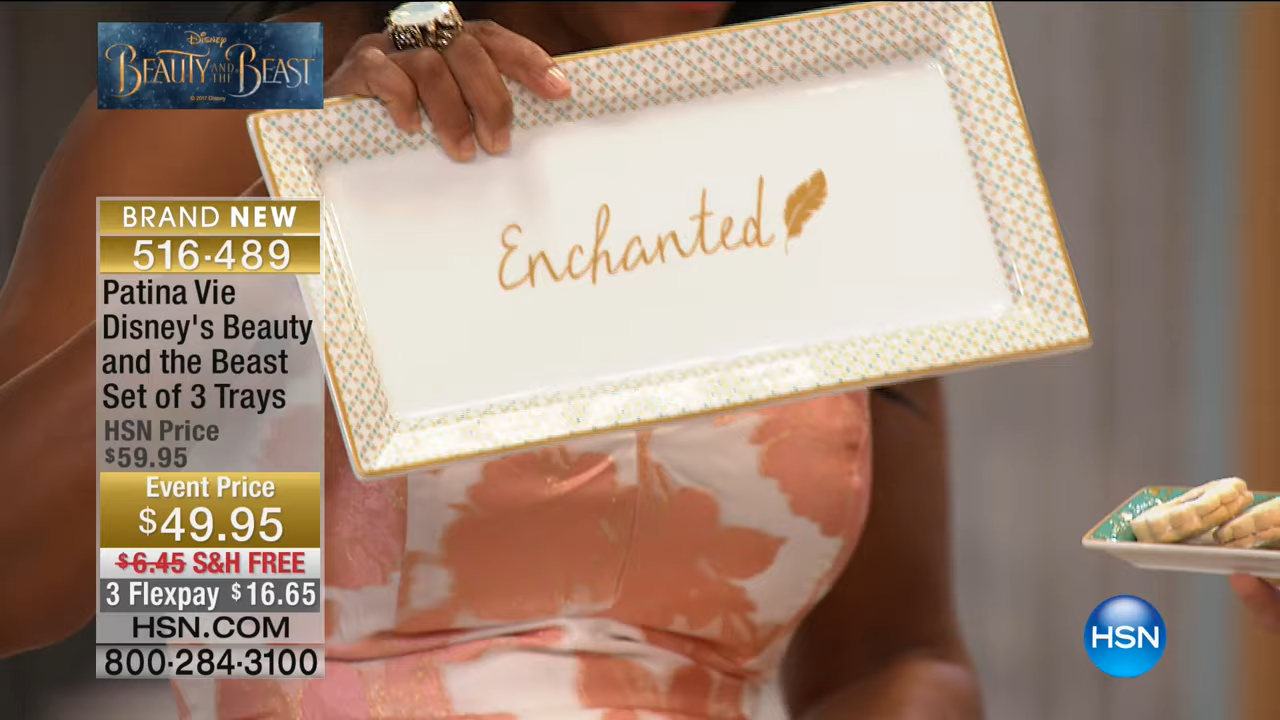 Disney
BEAUTY AND THE BEAST
© 2017 Disney
BRAND NEW
516·489
Patina Vie
Disney's Beauty
and the Beast
Set of 3 Trays
HSN Price
$59.95
Event Price
$49.95
$6.45 S&H FREE
3 Flexpay $16.65
HSN.COM
800·284·3100
Enchanted
HSN